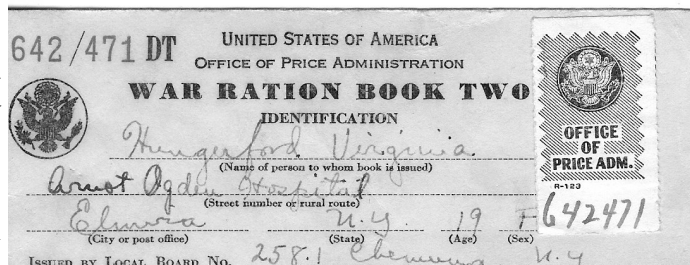 642/471 DT
UNITED STATES OF AMERICA
OFFICE OF PRICE ADMINISTRATION
WAR RATION BOOK TWO
IDENTIFICATION
OFFICE
OF
PRICE ADM.
R-123
642471
Hungerford Virginia
(Name of person to whom book is issued)
Arnot Ogden Hospital
(Street number or rural route)
Elmira N.Y. 19 F
(City or post office) (State) (Age) (Sex)
ISSUED BY LOCAL BOARD No. 258.1 Chemung N.Y.